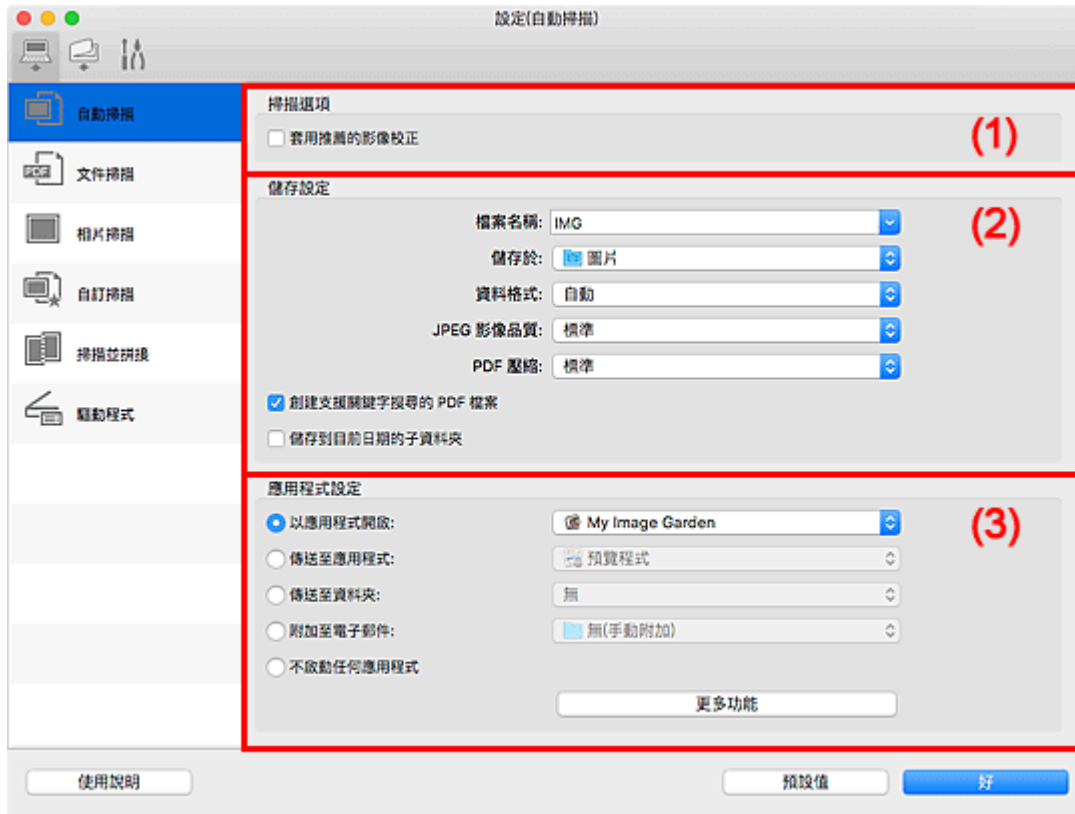 設定(自動掃描)
自動掃描
PDF
文件掃描
相片掃描
自訂掃描
掃描並拼接
驅動程式
掃描選項
套用推薦的影像校正
(1)
儲存設定
(2)
檔案名稱: IMG
儲存於: 圖片
資料格式: 自動
JPEG 影像品質: 標準
PDF 壓縮: 標準
創建支援關鍵字搜尋的 PDF 檔案
儲存到目前日期的子資料夾
應用程式設定
(3)
以應用程式開啟: My Image Garden
傳送至應用程式: 預覽程式
傳送至資料夾: 無
附加至電子郵件: 無(手動附加)
不啟動任何應用程式
更多功能
使用說明 預設值 好